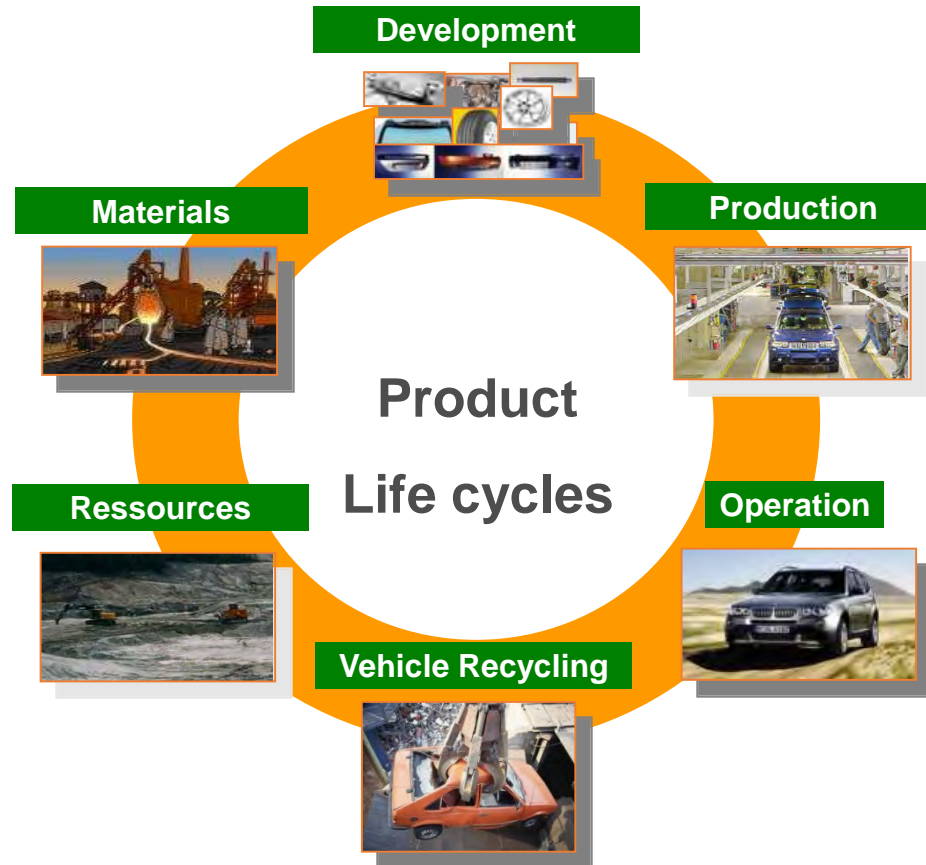 Development
Materials
Production
Product
Life cycles
Ressources
Operation
Vehicle Recycling